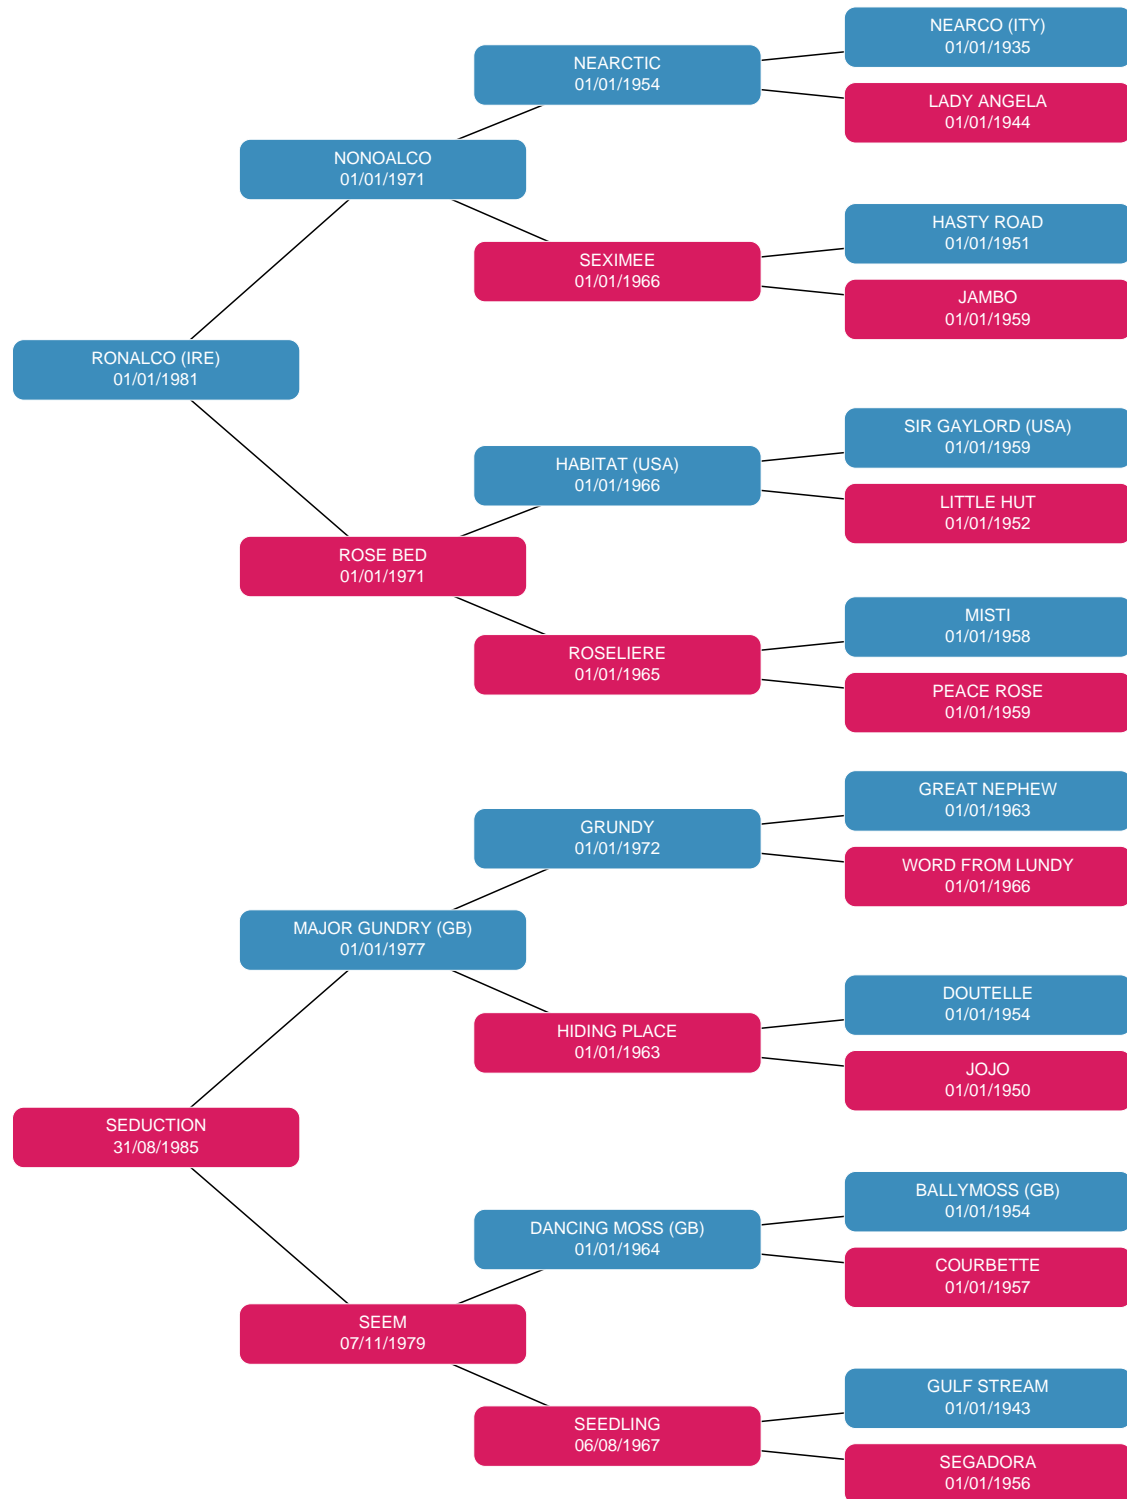 NEARCO (ITY)
01/01/1935
NEARCTIC
01/01/1954
LADY ANGELA
01/01/1944
NONOALCO
01/01/1971
HASTY ROAD
01/01/1951
SEXIMEE
01/01/1966
JAMBO
01/01/1959
RONALCO (IRE)
01/01/1981
SIR GAYLORD (USA)
01/01/1959
HABITAT (USA)
01/01/1966
LITTLE HUT
01/01/1952
ROSE BED
01/01/1971
MISTI
01/01/1958
ROSELIERE
01/01/1965
PEACE ROSE
01/01/1959
GREAT NEPHEW
01/01/1963
GRUNDY
01/01/1972
WORD FROM LUNDY
01/01/1966
MAJOR GUNDRY (GB)
01/01/1977
DOUTELLE
01/01/1954
HIDING PLACE
01/01/1963
JOJO
01/01/1950
SEDUCTION
31/08/1985
BALLYMOSS (GB)
01/01/1954
DANCING MOSS (GB)
01/01/1964
COURBETTE
01/01/1957
SEEM
07/11/1979
GULF STREAM
01/01/1943
SEEDLING
06/08/1967
SEGADORA
01/01/1956